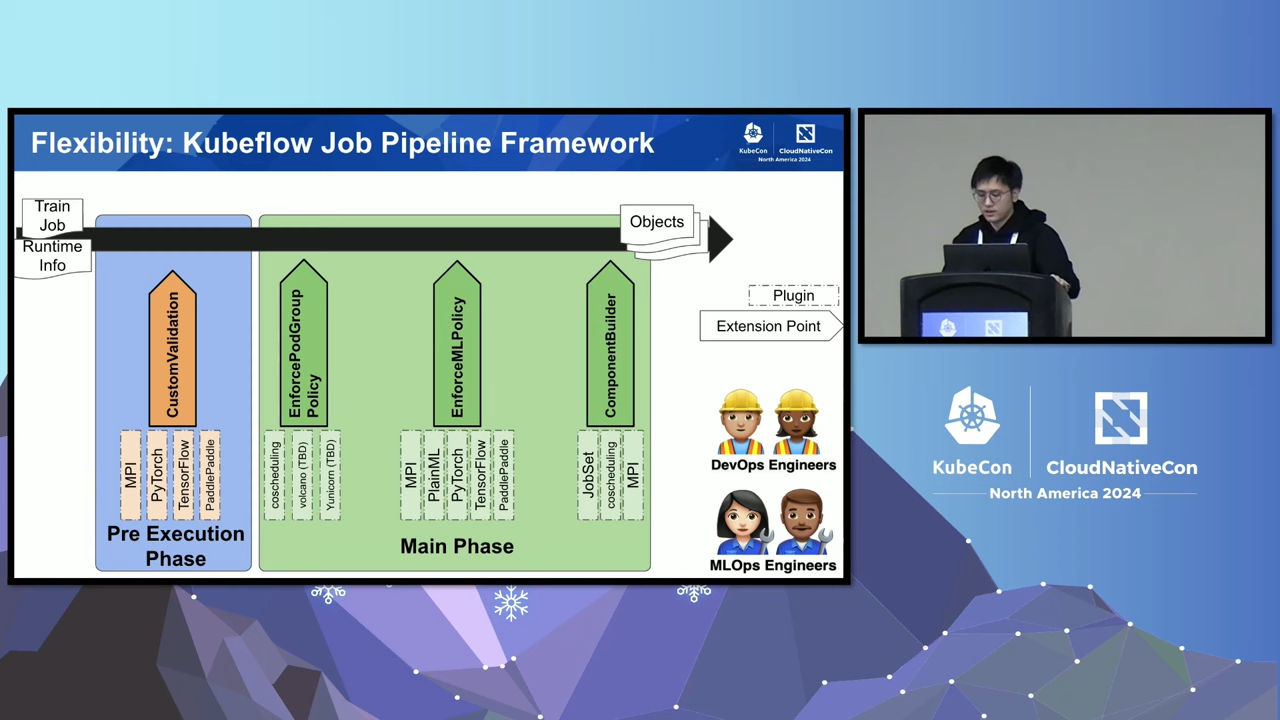 Flexibility: Kubeflow Job Pipeline Framework
KubeCon
CloudNativeCon
North America 2024
Train
Job
Runtime
Info
Objects
CustomValidation
EnforcePodGroup
Policy
EnforceMLPolicy
ComponentBuilder
Plugin
Extension Point
MPI
PyTorch
TensorFlow
PaddlePaddle
coscheduling
volcano (TBD)
Yunicorn (TBD)
MPI
PlainML
PyTorch
TensorFlow
PaddlePaddle
JobSet
coscheduling
MPI
Pre Execution
Phase
Main Phase
DevOps Engineers
MLOps Engineers
KubeCon
CloudNativeCon
North America 2024